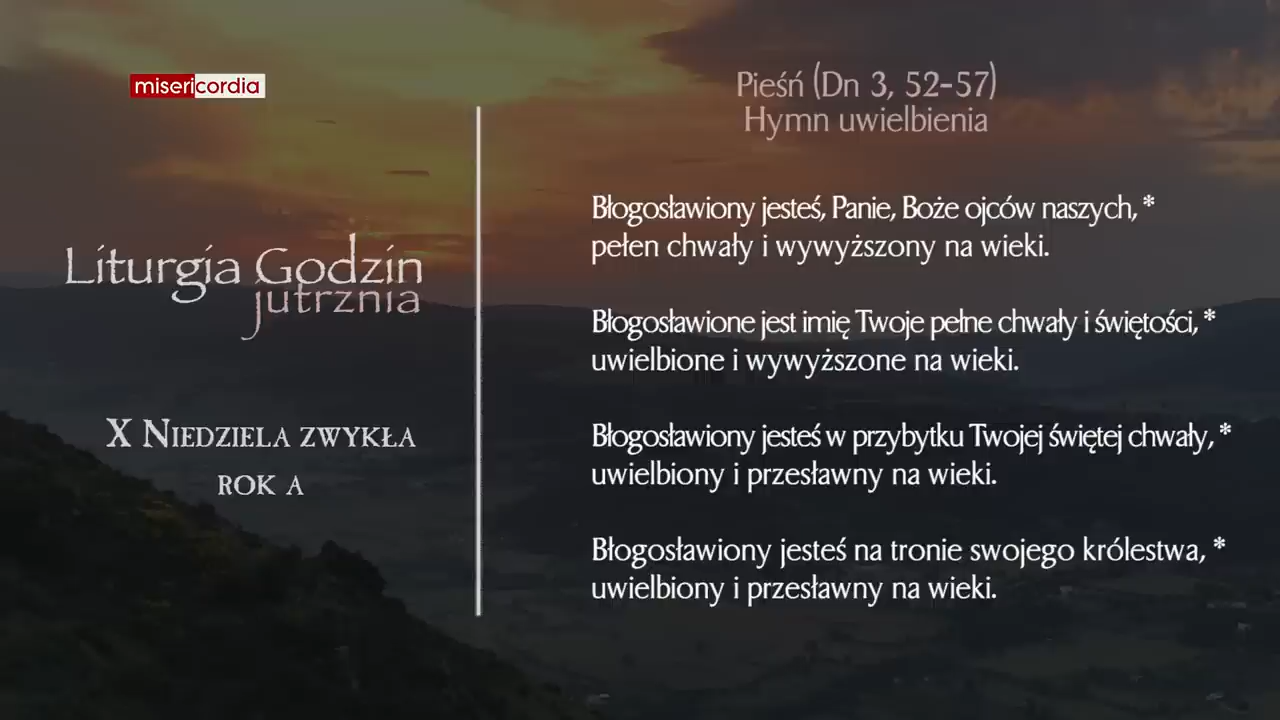 misericordia
Liturgia Godzin
jutrznia
X Niedziela zwykła
rok A
Pieśń (Dn 3, 52-57)
Hymn uwielbienia
Błogosławiony jesteś, Panie, Boże ojców naszych, *
pełen chwały i wywyższony na wieki.
Błogosławione jest imię Twoje pełne chwały i świętości, *
uwielbione i wywyższone na wieki.
Błogosławiony jesteś w przybytku Twojej świętej chwały, *
uwielbiony i przesławny na wieki.
Błogosławiony jesteś na tronie swojego królestwa, *
uwielbiony i przesławny na wieki.